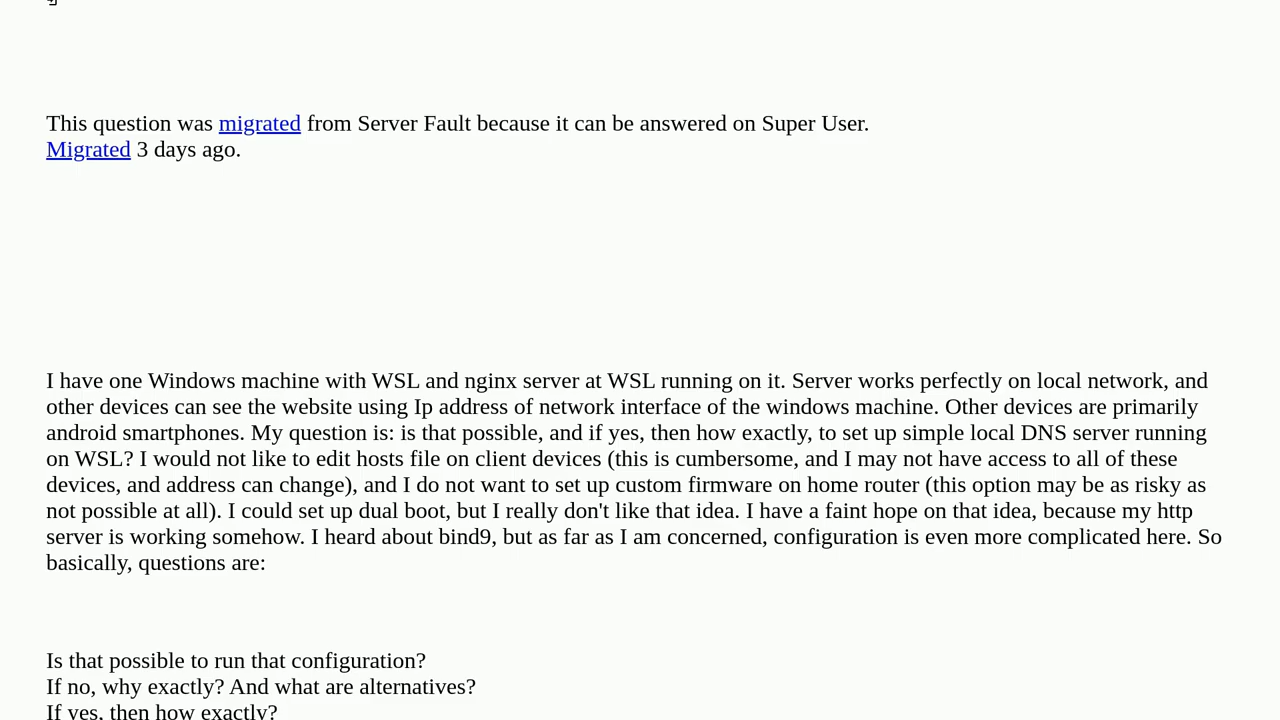 This question was migrated from Server Fault because it can be answered on Super User.
Migrated 3 days ago.
I have one Windows machine with WSL and nginx server at WSL running on it. Server works perfectly on local network, and
other devices can see the website using Ip address of network interface of the windows machine. Other devices are primarily
android smartphones. My question is: is that possible, and if yes, then how exactly, to set up simple local DNS server running
on WSL? I would not like to edit hosts file on client devices (this is cumbersome, and I may not have access to all of these
devices, and address can change), and I do not want to set up custom firmware on home router (this option may be as risky as
not possible at all). I could set up dual boot, but I really don't like that idea. I have a faint hope on that idea, because my http
server is working somehow. I heard about bind9, but as far as I am concerned, configuration is even more complicated here. So
basically, questions are:
Is that possible to run that configuration?
If no, why exactly? And what are alternatives?
If yes, then how exactly?